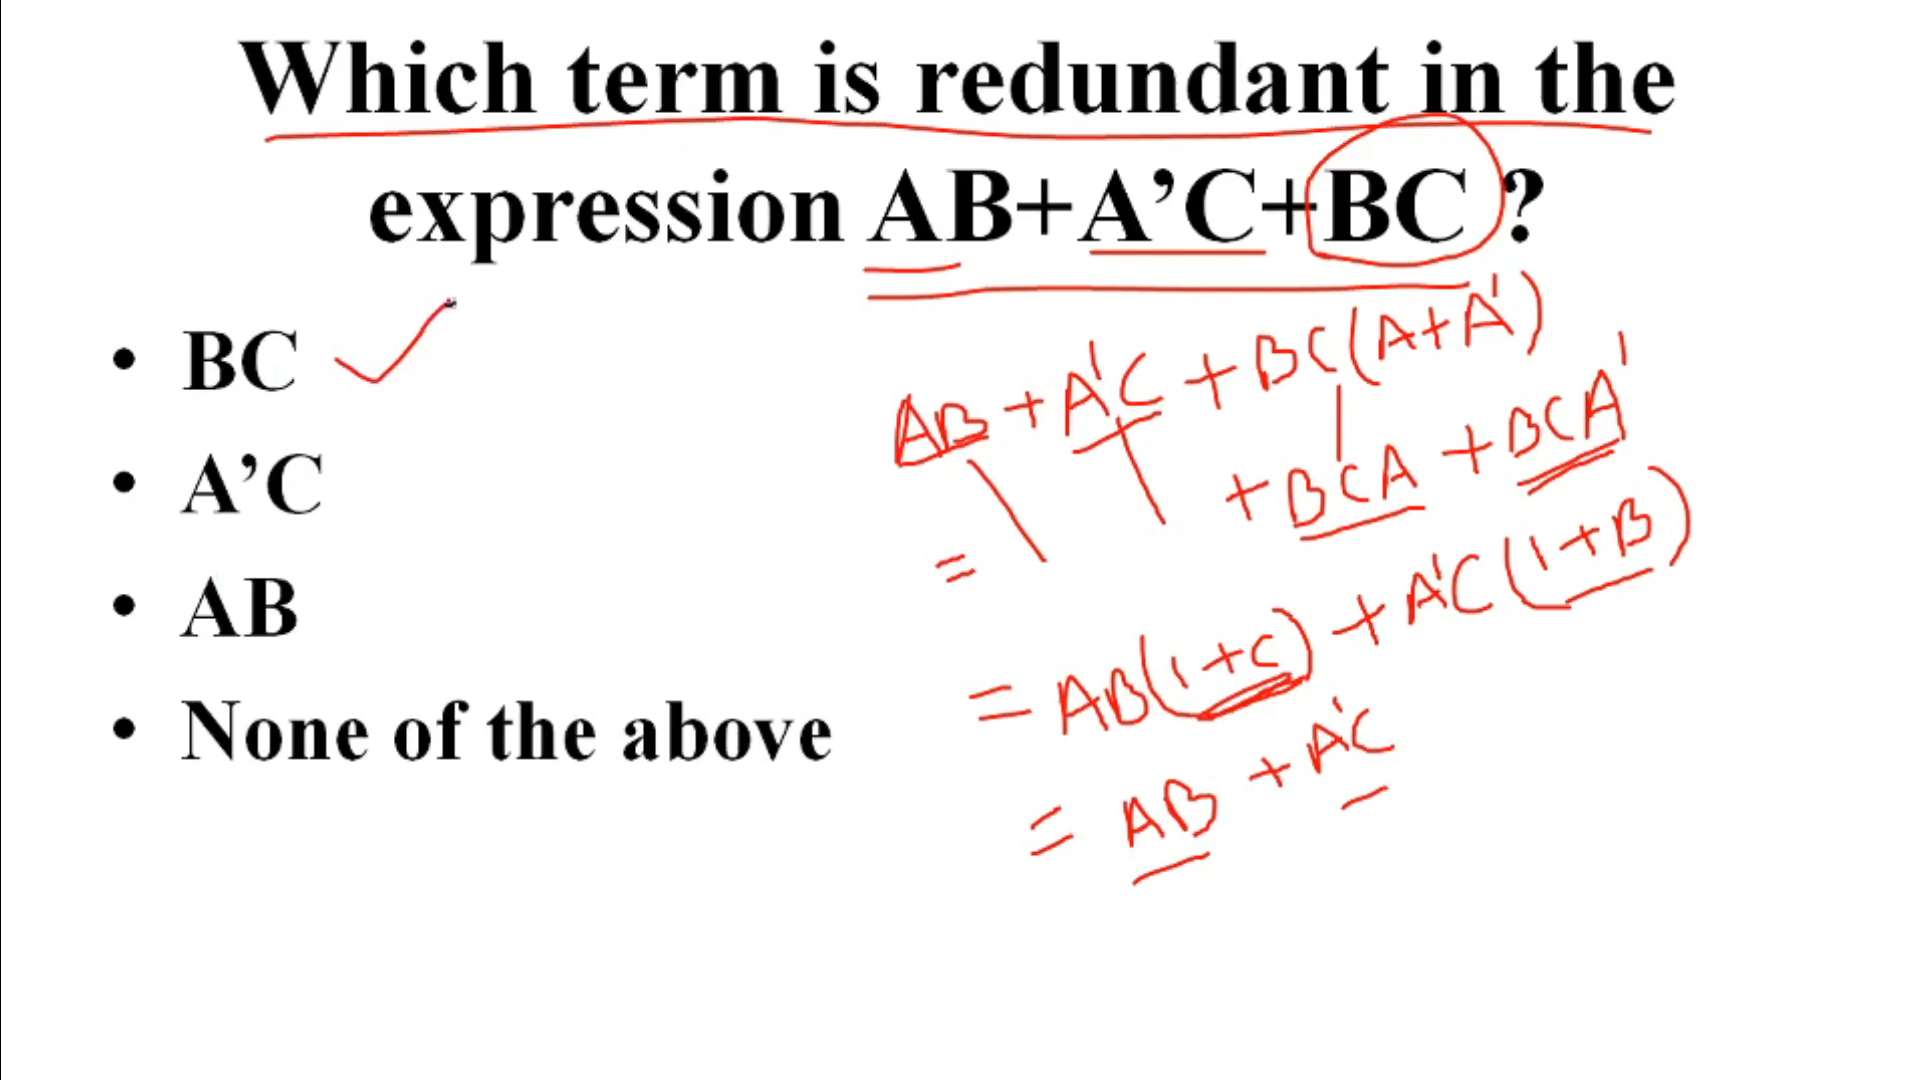 Which term is redundant in the
expression AB+A’C+BC ?
• BC
• A’C
• AB
• None of the above
AB + A'C + BC(A+A')
+ BCA + BCA'
=
= AB(1+C) + A'C(1+B)
= AB + A'C